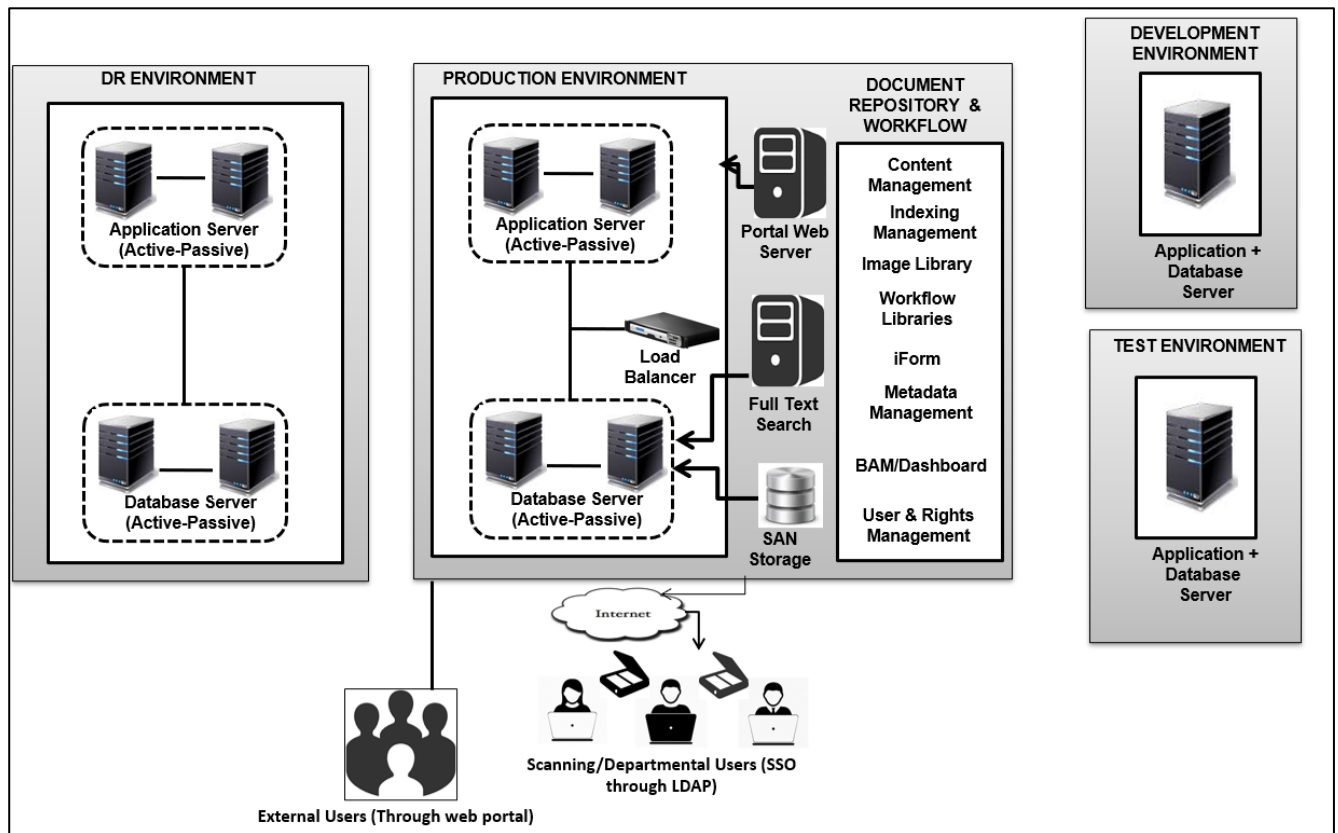 DR ENVIRONMENT
Application Server
(Active-Passive)
Database Server
(Active-Passive)
PRODUCTION ENVIRONMENT
Application Server
(Active-Passive)
Load
Balancer
Database Server
(Active-Passive)
Portal Web
Server
Full Text
Search
SAN
Storage
DOCUMENT
REPOSITORY &
WORKFLOW
Content
Management
Indexing
Management
Image Library
Workflow
Libraries
iForm
Metadata
Management
BAM/Dashboard
User & Rights
Management
DEVELOPMENT
ENVIRONMENT
Application +
Database
Server
TEST ENVIRONMENT
Application +
Database
Server
Internet
Scanning/Departmental Users (SSO
through LDAP)
External Users (Through web portal)